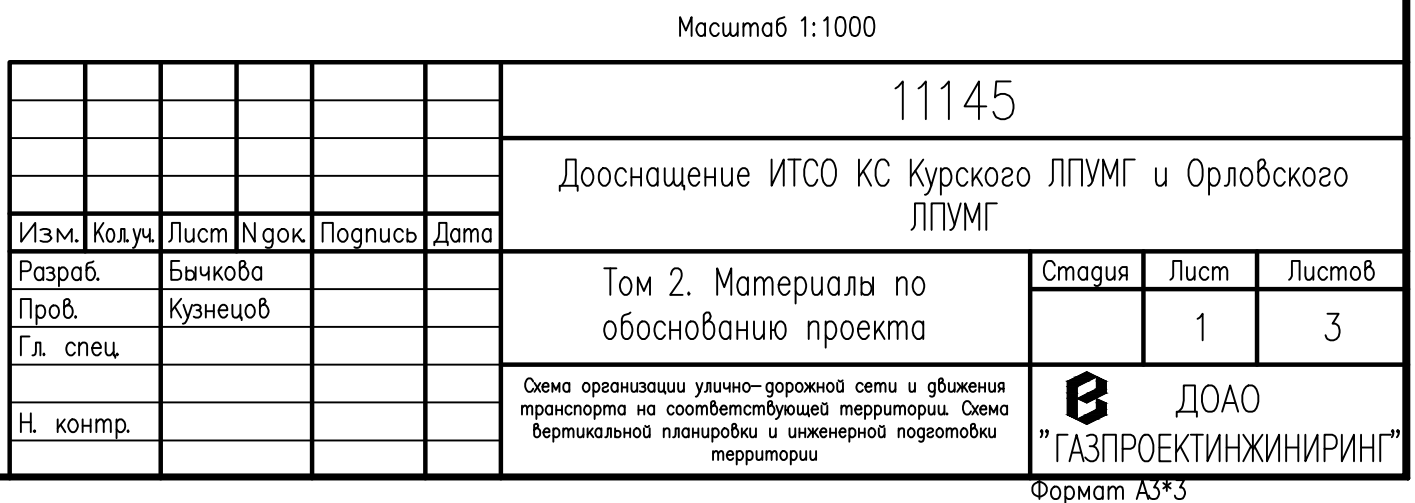 Масштаб 1:1000
11145
Дооснащение ИТСО КС Курского ЛПУМГ и Орловского
ЛПУМГ
Изм. Кол.уч. Лист N док. Подпись Дата
Разраб. Бычкова
Пров. Кузнецов
Гл. спец.
Н. контр.
Том 2. Материалы по
обоснованию проекта
Стадия Лист Листов
1 3
Схема организации улично-дорожной сети и движения
транспорта на соответствующей территории. Схема
вертикальной планировки и инженерной подготовки
территории
ДОАО
"ГАЗПРОЕКТИНЖИНИРИНГ"
Формат А3*3